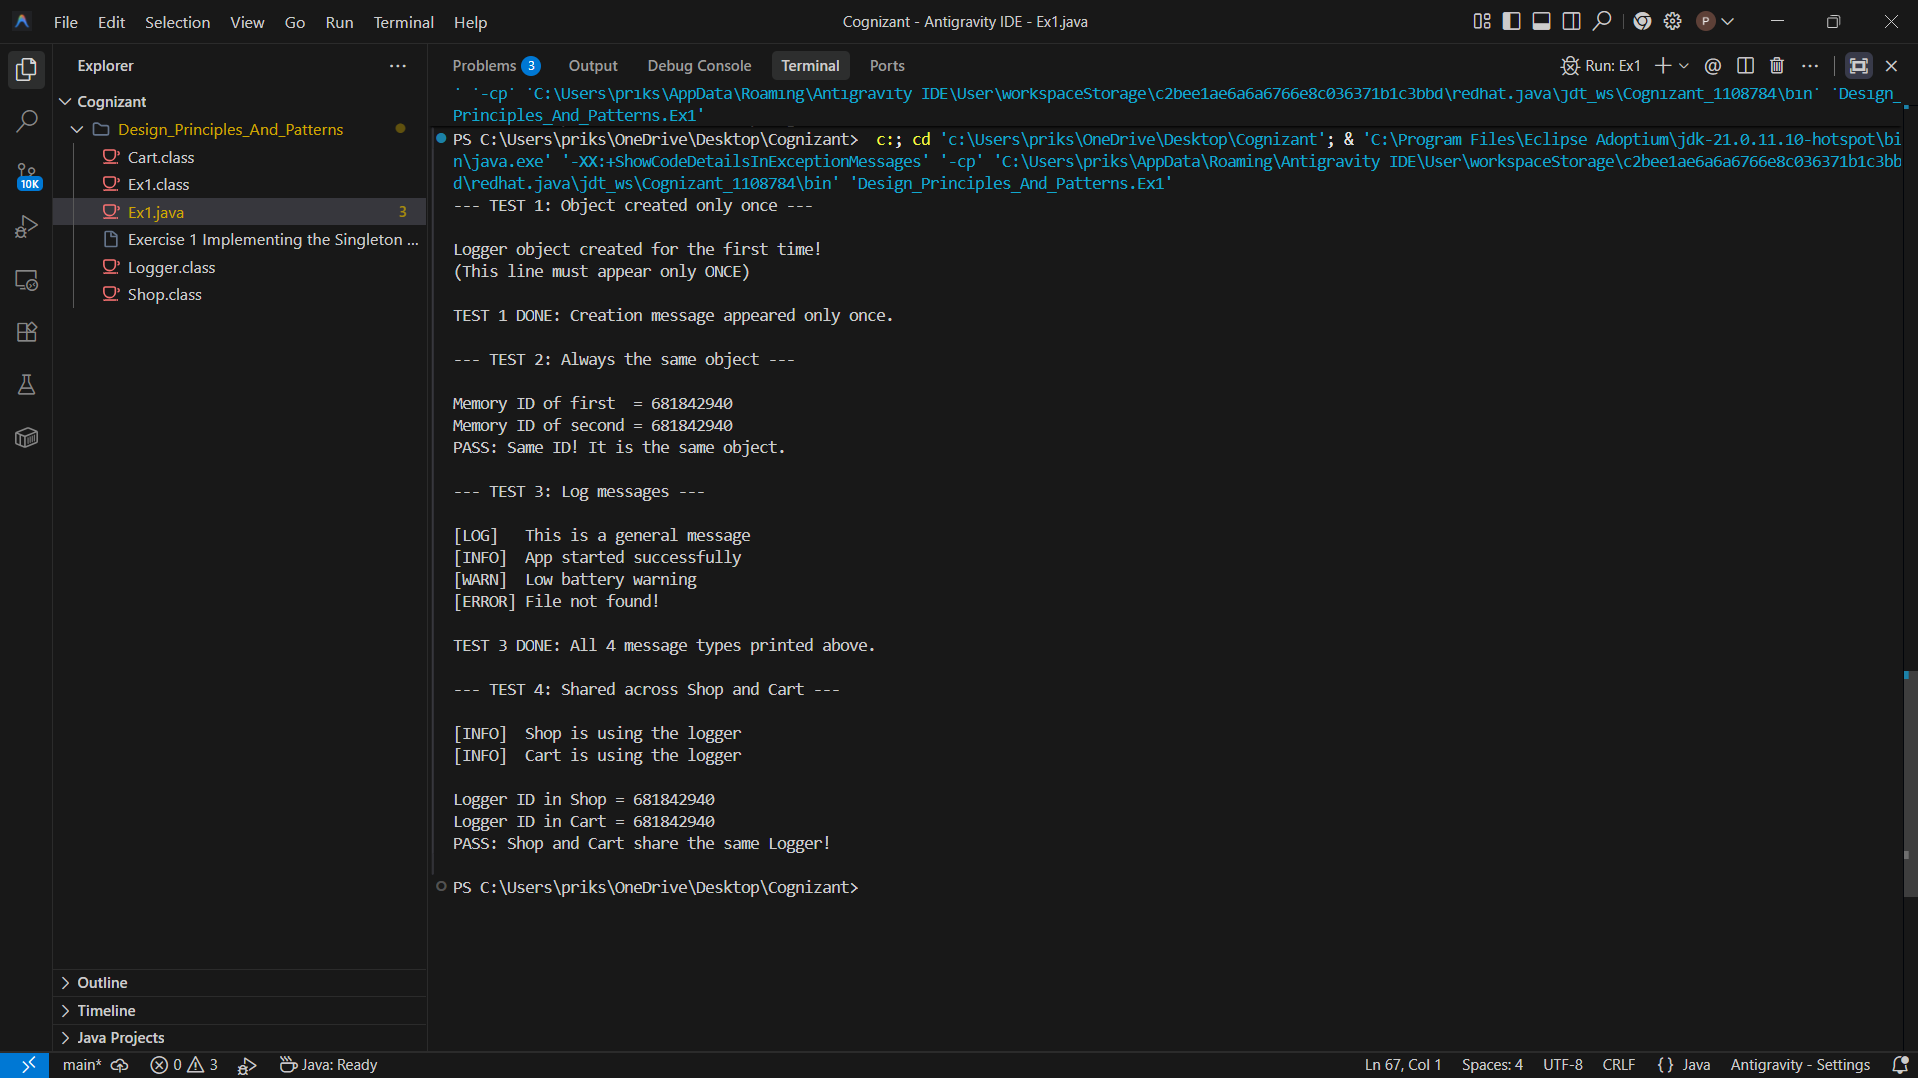 File Edit Selection View Go Run Terminal Help
Cognizant - Antigravity IDE - Ex1.java
P
Explorer
Cognizant
Design_Principles_And_Patterns
Cart.class
Ex1.class
Ex1.java 3
Exercise 1 Implementing the Singleton ...
Logger.class
Shop.class
10K
Outline
Timeline
Java Projects
Problems 3 Output Debug Console Terminal Ports
Run: Ex1
' '-cp' 'C:\Users\priks\AppData\Roaming\Antigravity IDE\User\workspaceStorage\c2bee1ae6a6a6766e8c036371b1c3bbd\redhat.java\jdt_ws\Cognizant_1108784\bin' 'Design_
Principles_And_Patterns.Ex1'
PS C:\Users\priks\OneDrive\Desktop\Cognizant>  c:; cd 'c:\Users\priks\OneDrive\Desktop\Cognizant'; & 'C:\Program Files\Eclipse Adoptium\jdk-21.0.11.10-hotspot\bi
n\java.exe' '-XX:+ShowCodeDetailsInExceptionMessages' '-cp' 'C:\Users\priks\AppData\Roaming\Antigravity IDE\User\workspaceStorage\c2bee1ae6a6a6766e8c036371b1c3bb
d\redhat.java\jdt_ws\Cognizant_1108784\bin' 'Design_Principles_And_Patterns.Ex1'
--- TEST 1: Object created only once ---
Logger object created for the first time!
(This line must appear only ONCE)
TEST 1 DONE: Creation message appeared only once.
--- TEST 2: Always the same object ---
Memory ID of first  = 681842940
Memory ID of second = 681842940
PASS: Same ID! It is the same object.
--- TEST 3: Log messages ---
[LOG]   This is a general message
[INFO]  App started successfully
[WARN]  Low battery warning
[ERROR] File not found!
TEST 3 DONE: All 4 message types printed above.
--- TEST 4: Shared across Shop and Cart ---
[INFO]  Shop is using the logger
[INFO]  Cart is using the logger
Logger ID in Shop = 681842940
Logger ID in Cart = 681842940
PASS: Shop and Cart share the same Logger!
PS C:\Users\priks\OneDrive\Desktop\Cognizant>
main* 0 3 Java: Ready
Ln 67, Col 1 Spaces: 4 UTF-8 CRLF {} Java Antigravity - Settings